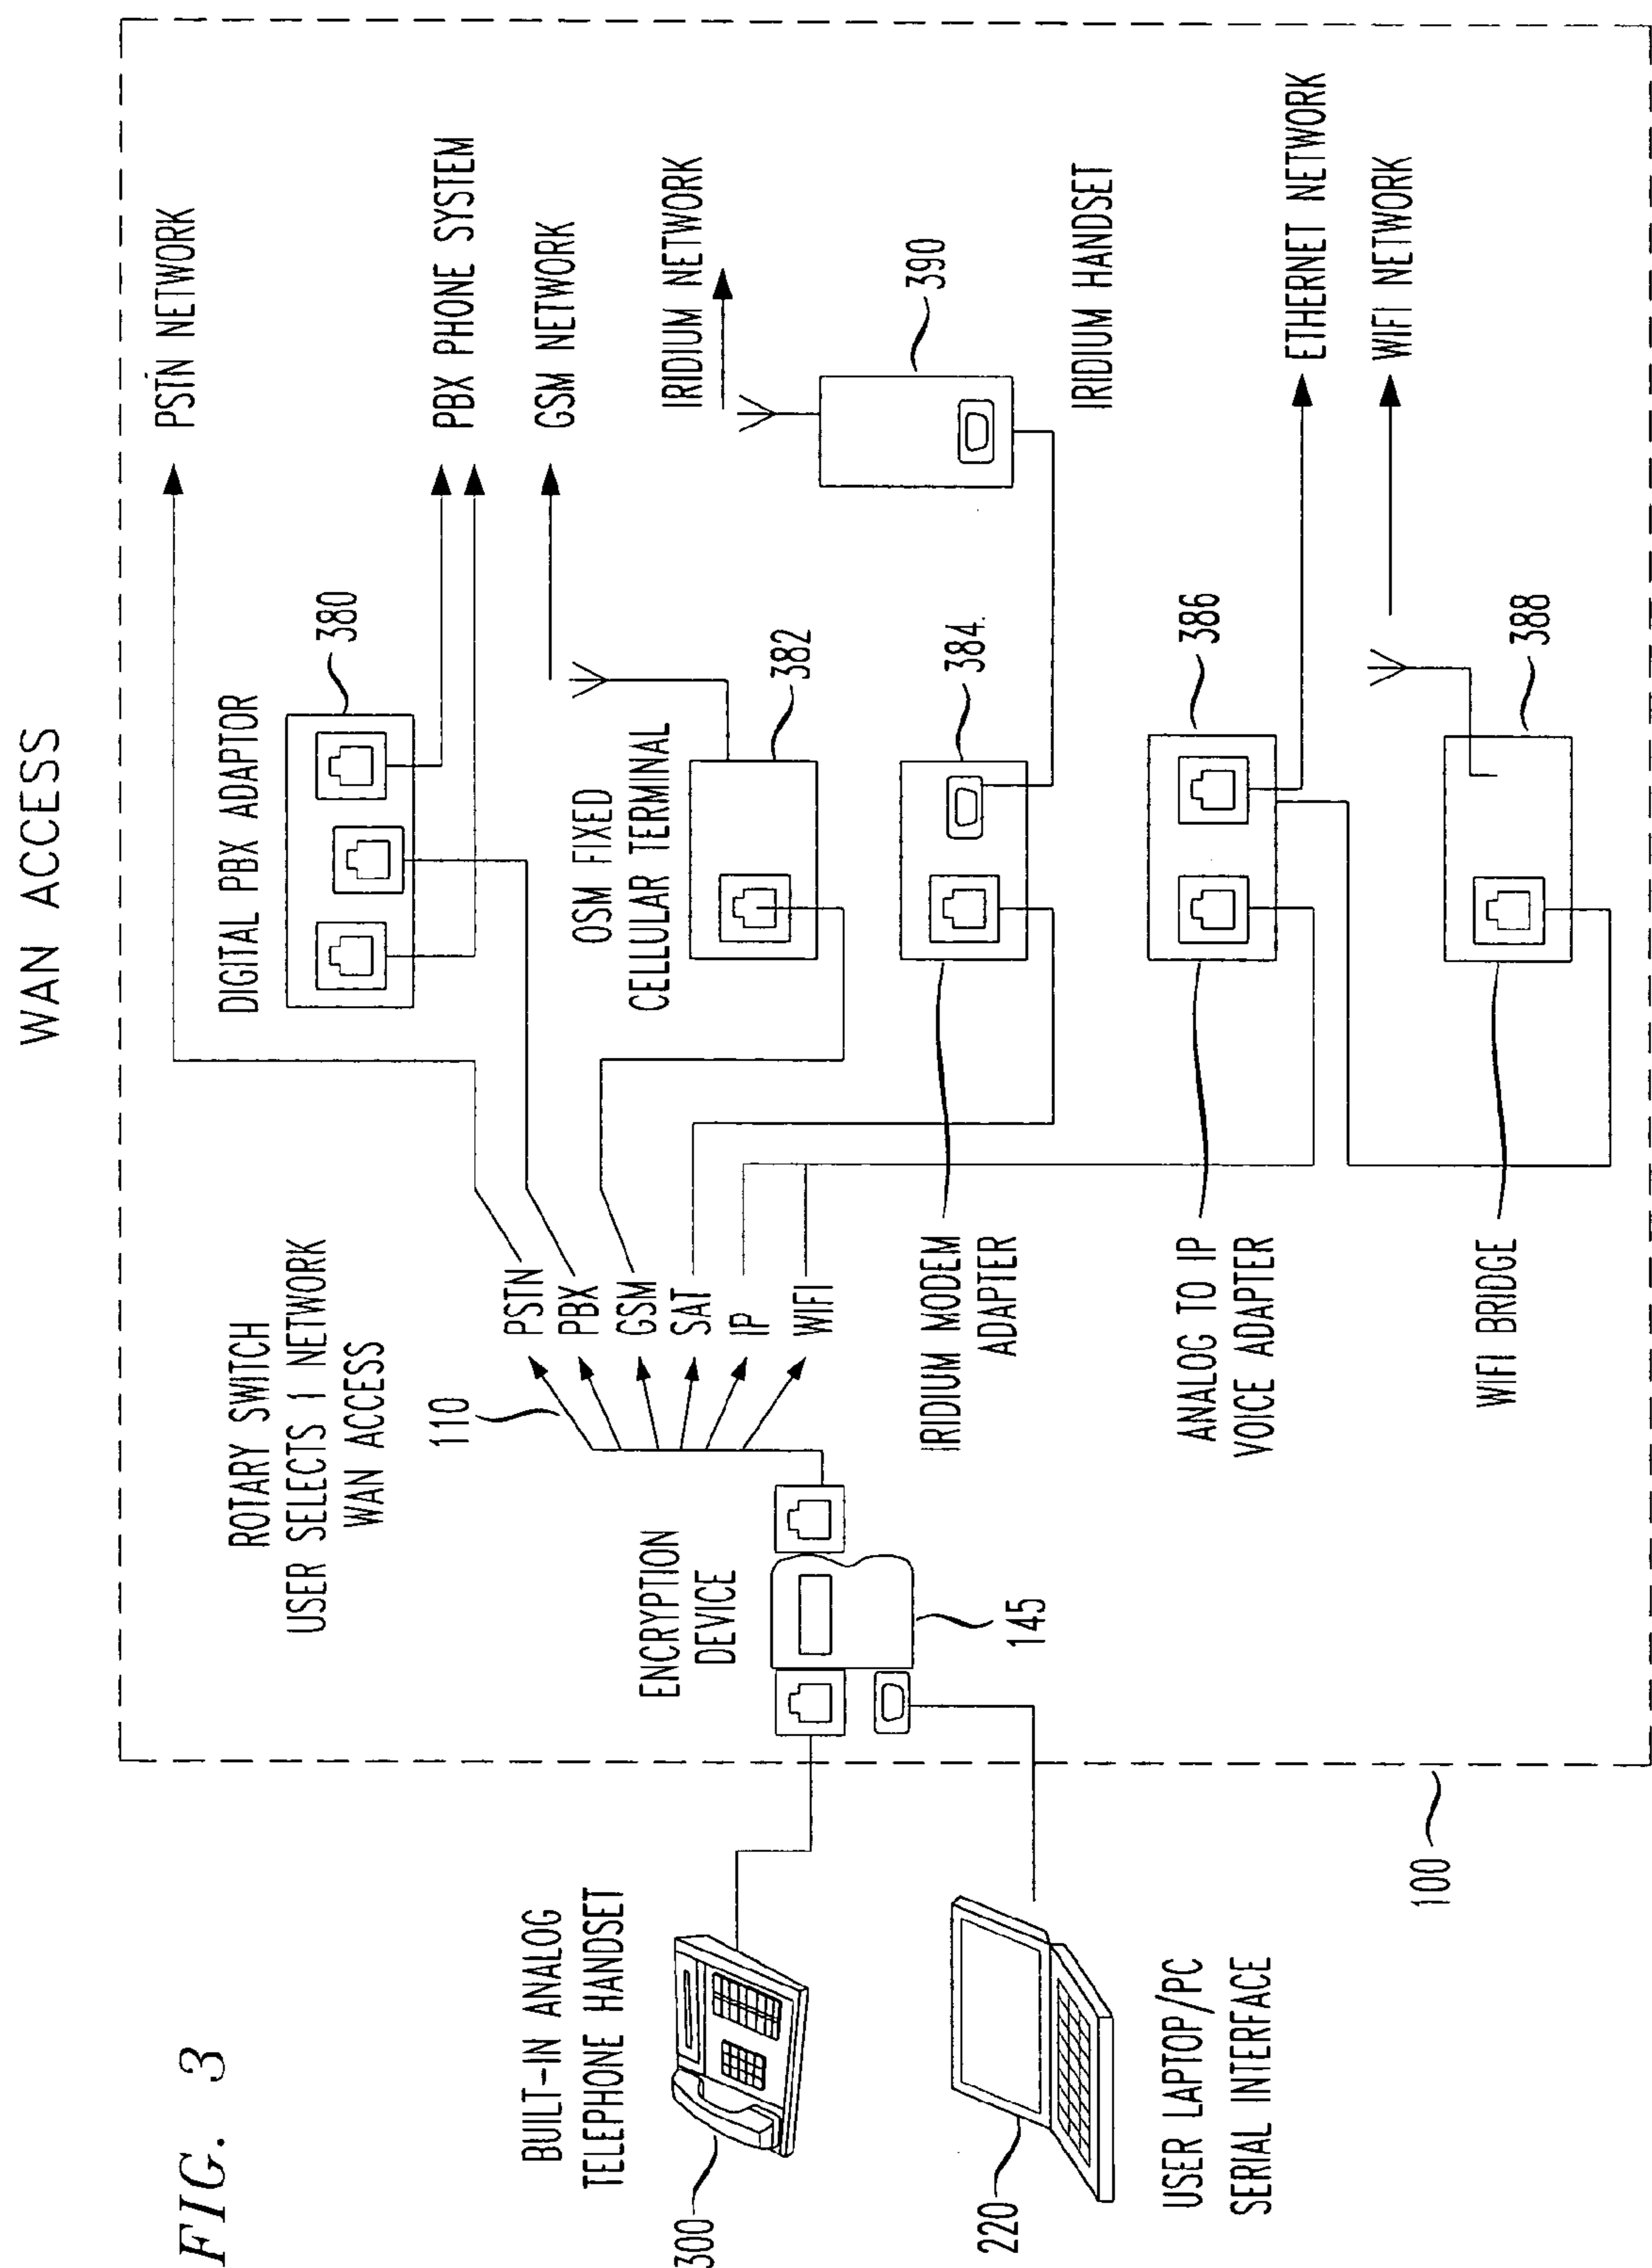 FIG. 3
WAN ACCESS
ROTARY SWITCH
USER SELECTS 1 NETWORK
WAN ACCESS
110
PSTN
PBX
GSM
SAT
IP
WIFI
PSTN NETWORK
DIGITAL PBX ADAPTOR
380
PBX PHONE SYSTEM
GSM NETWORK
OSM FIXED
CELLULAR TERMINAL
382
IRIDIUM NETWORK
390
IRIDIUM HANDSET
384
IRIDIUM MODEM
ADAPTER
386
ANALOG TO IP
VOICE ADAPTER
ETHERNET NETWORK
WIFI NETWORK
388
WIFI BRIDGE
ENCRYPTION
DEVICE
145
BUILT-IN ANALOG
TELEPHONE HANDSET
300
220
USER LAPTOP/PC
SERIAL INTERFACE
100